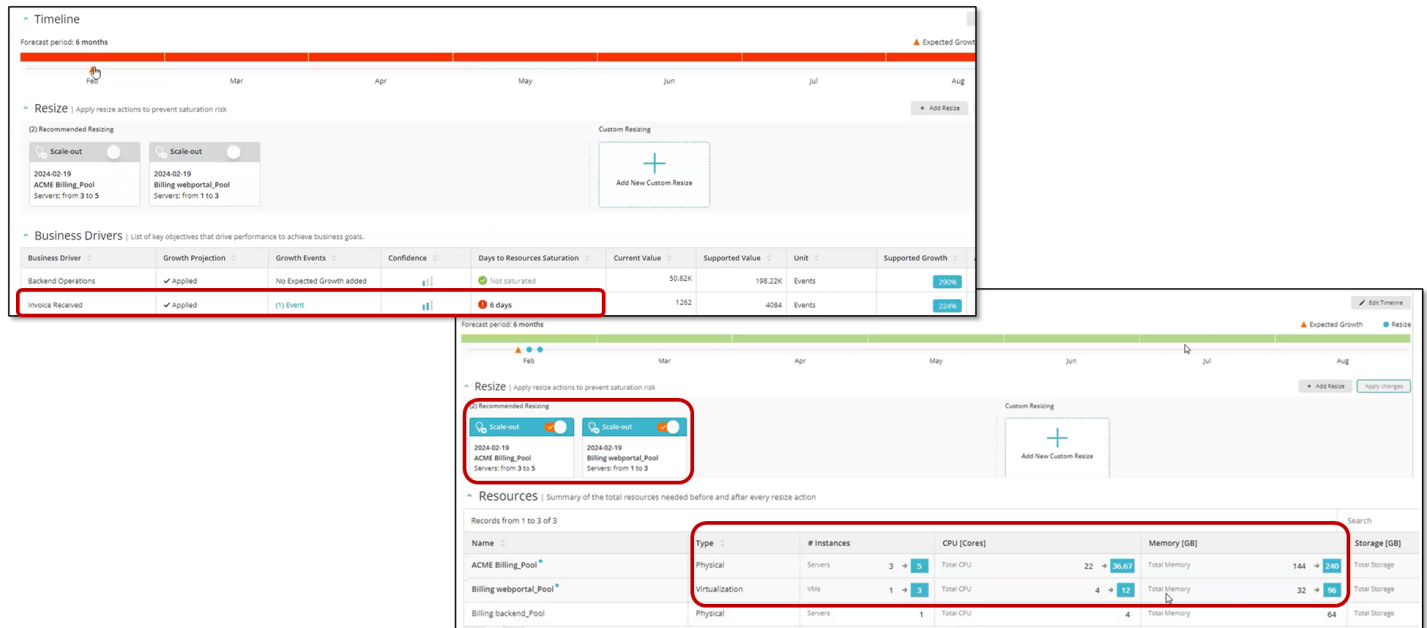 Timeline
Forecast period: 6 months
Expected Growt
Feb Mar Apr May Jun Jul Aug
Resize | Apply resize actions to prevent saturation risk
+ Add Resize
(2) Recommended Resizing
Custom Resizing
Scale-out
2024-02-19
ACME Billing_Pool
Servers: from 3 to 5
Scale-out
2024-02-19
Billing webportal_Pool
Servers: from 1 to 3
Add New Custom Resize
Business Drivers | List of key objectives that drive performance to achieve business goals.
Business Driver Growth Projection Growth Events Confidence Days to Resources Saturation Current Value Supported Value Unit Supported Growth
Backend Operations Applied No Expected Growth added Not saturated 50.82K 198.22K Events 290%
Invoice Received Applied (1) Event 6 days 1262 4084 Events 224%
Edit Timeline
Forecast period: 6 months
Expected Growth Resize
Feb Mar Apr May Jun Jul Aug
Resize | Apply resize actions to prevent saturation risk
+ Add Resize Apply changes
(2) Recommended Resizing
Custom Resizing
Scale-out
2024-02-19
ACME Billing_Pool
Servers: from 3 to 5
Scale-out
2024-02-19
Billing webportal_Pool
Servers: from 1 to 3
Add New Custom Resize
Resources | Summary of the total resources needed before and after every resize action
Records from 1 to 3 of 3
Search
Name Type # Instances CPU [Cores] Memory [GB] Storage [GB]
ACME Billing_Pool Physical Servers 3 → 5 Total CPU 22 → 36.67 Total Memory 144 → 240 Total Storage
Billing webportal_Pool Virtualization VMs 1 → 3 Total CPU 4 → 12 Total Memory 32 → 96 Total Storage
Billing backend_Pool Physical Servers 1 Total CPU 4 Total Memory 64 Total Storage